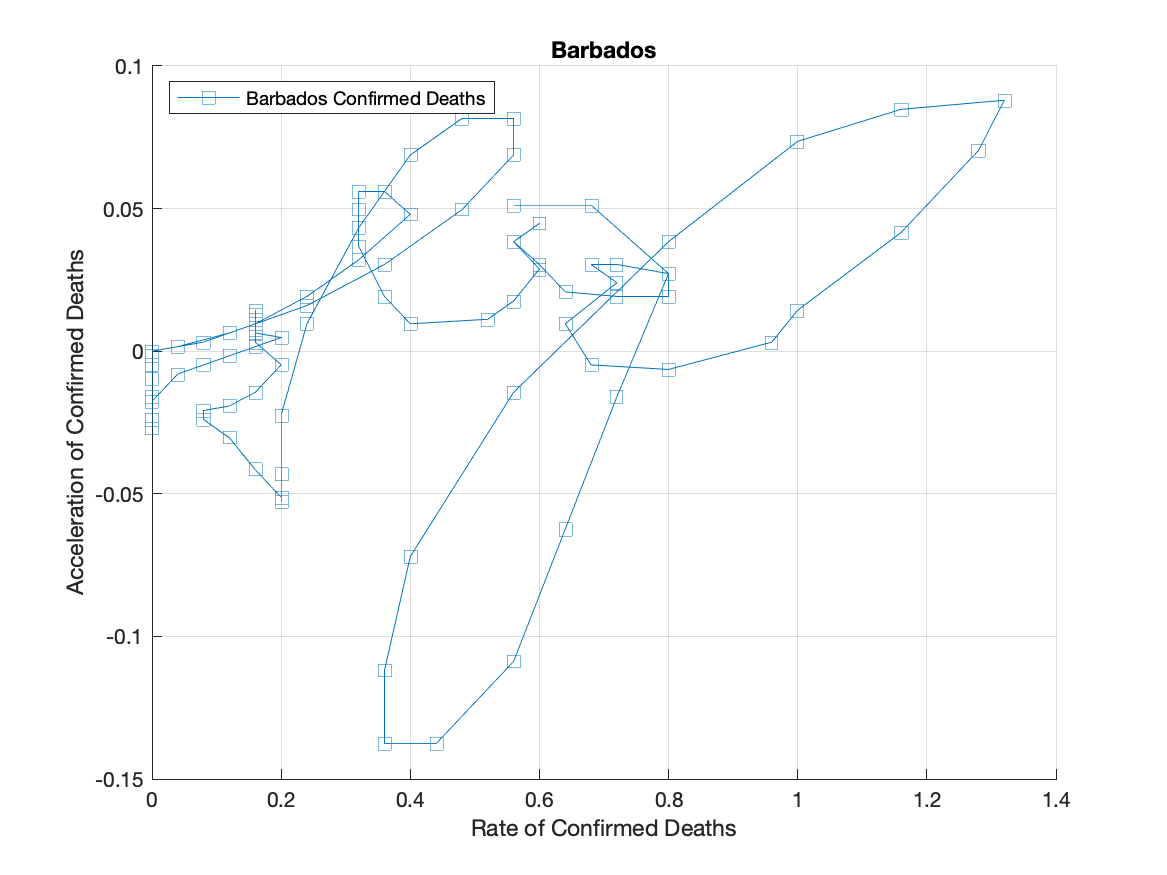 Barbados
Barbados Confirmed Deaths
Acceleration of Confirmed Deaths
0.1
0.05
0
-0.05
-0.1
-0.15
0 0.2 0.4 0.6 0.8 1 1.2 1.4
Rate of Confirmed Deaths